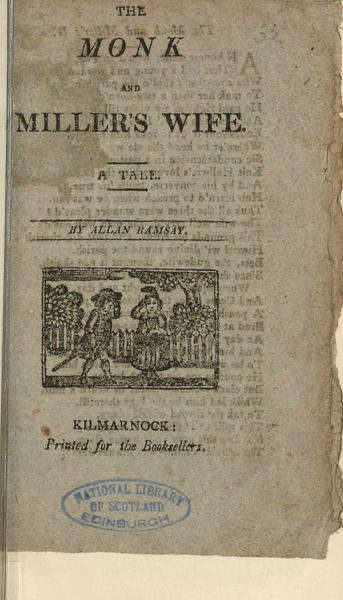 THE
MONK
AND
MILLER'S WIFE.
A TALE.
BY ALLAN RAMSAY.
KILMARNOCK:
Printed for the Booksellers.
NATIONAL LIBRARY
OF SCOTLAND
EDINBURGH